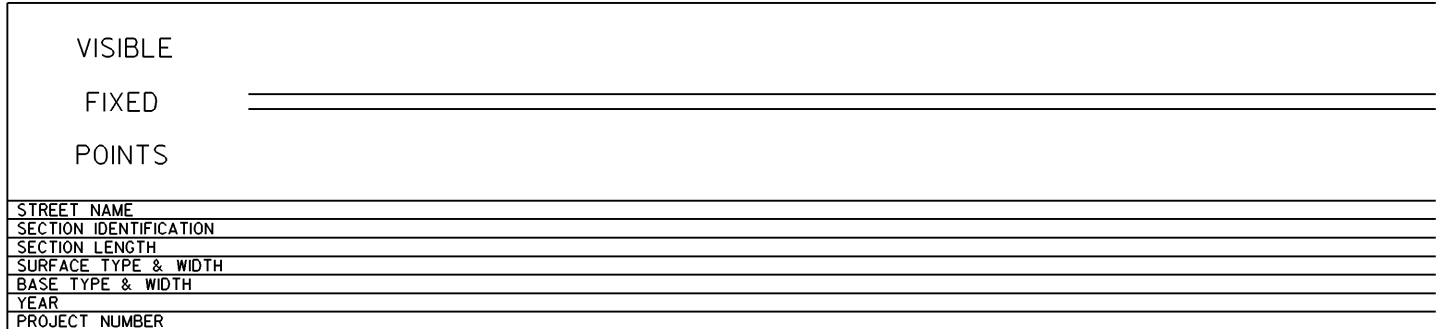 VISIBLE
FIXED
POINTS
STREET NAME
SECTION IDENTIFICATION
SECTION LENGTH
SURFACE TYPE & WIDTH
BASE TYPE & WIDTH
YEAR
PROJECT NUMBER